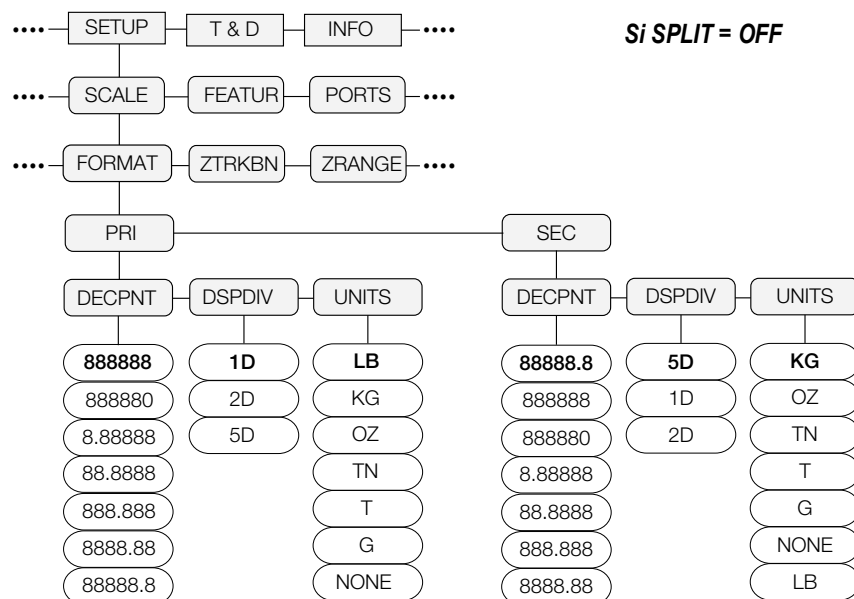 •••• SETUP T & D INFO ••••
Si SPLIT = OFF
•••• SCALE FEATUR PORTS ••••
•••• FORMAT ZTRKBN ZRANGE ••••
PRI SEC
DECPNT DSPDIV UNITS DECPNT DSPDIV UNITS
888888 1D LB 88888.8 5D KG
888880 2D KG 888888 1D OZ
8.88888 5D OZ 888880 2D TN
88.8888 TN 8.88888 T
888.888 T 88.8888 G
8888.88 G 888.888 NONE
88888.8 NONE 8888.88 LB